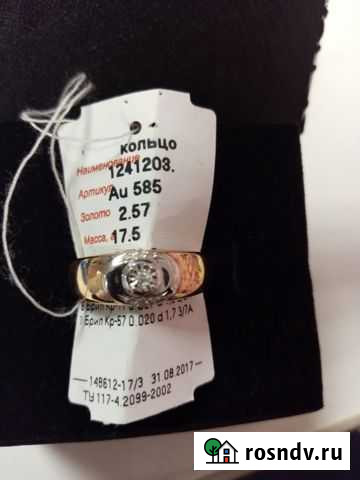 кольцо
Наименование
1241203.
Артикул
Au 585
Золото 2.57
Масса, г 17.5
Брил Кр-57 0.020 d 1,7 3/7А
148612-17/3 31.08.2017
ТУ 117-4.2099-2002
rosndv.ru